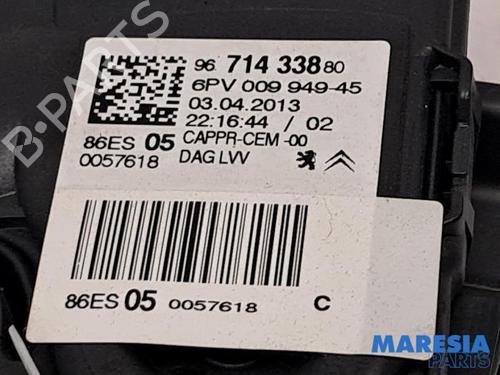 B-PARTS
96 714 338 80
6PV 009 949-45
03.04.2013
22:16:44 / 02
86ES 05 CAPPR-CEM -00
0057618 DAG LVV
86ES 05 0057618 C
MARESIA
PARTS